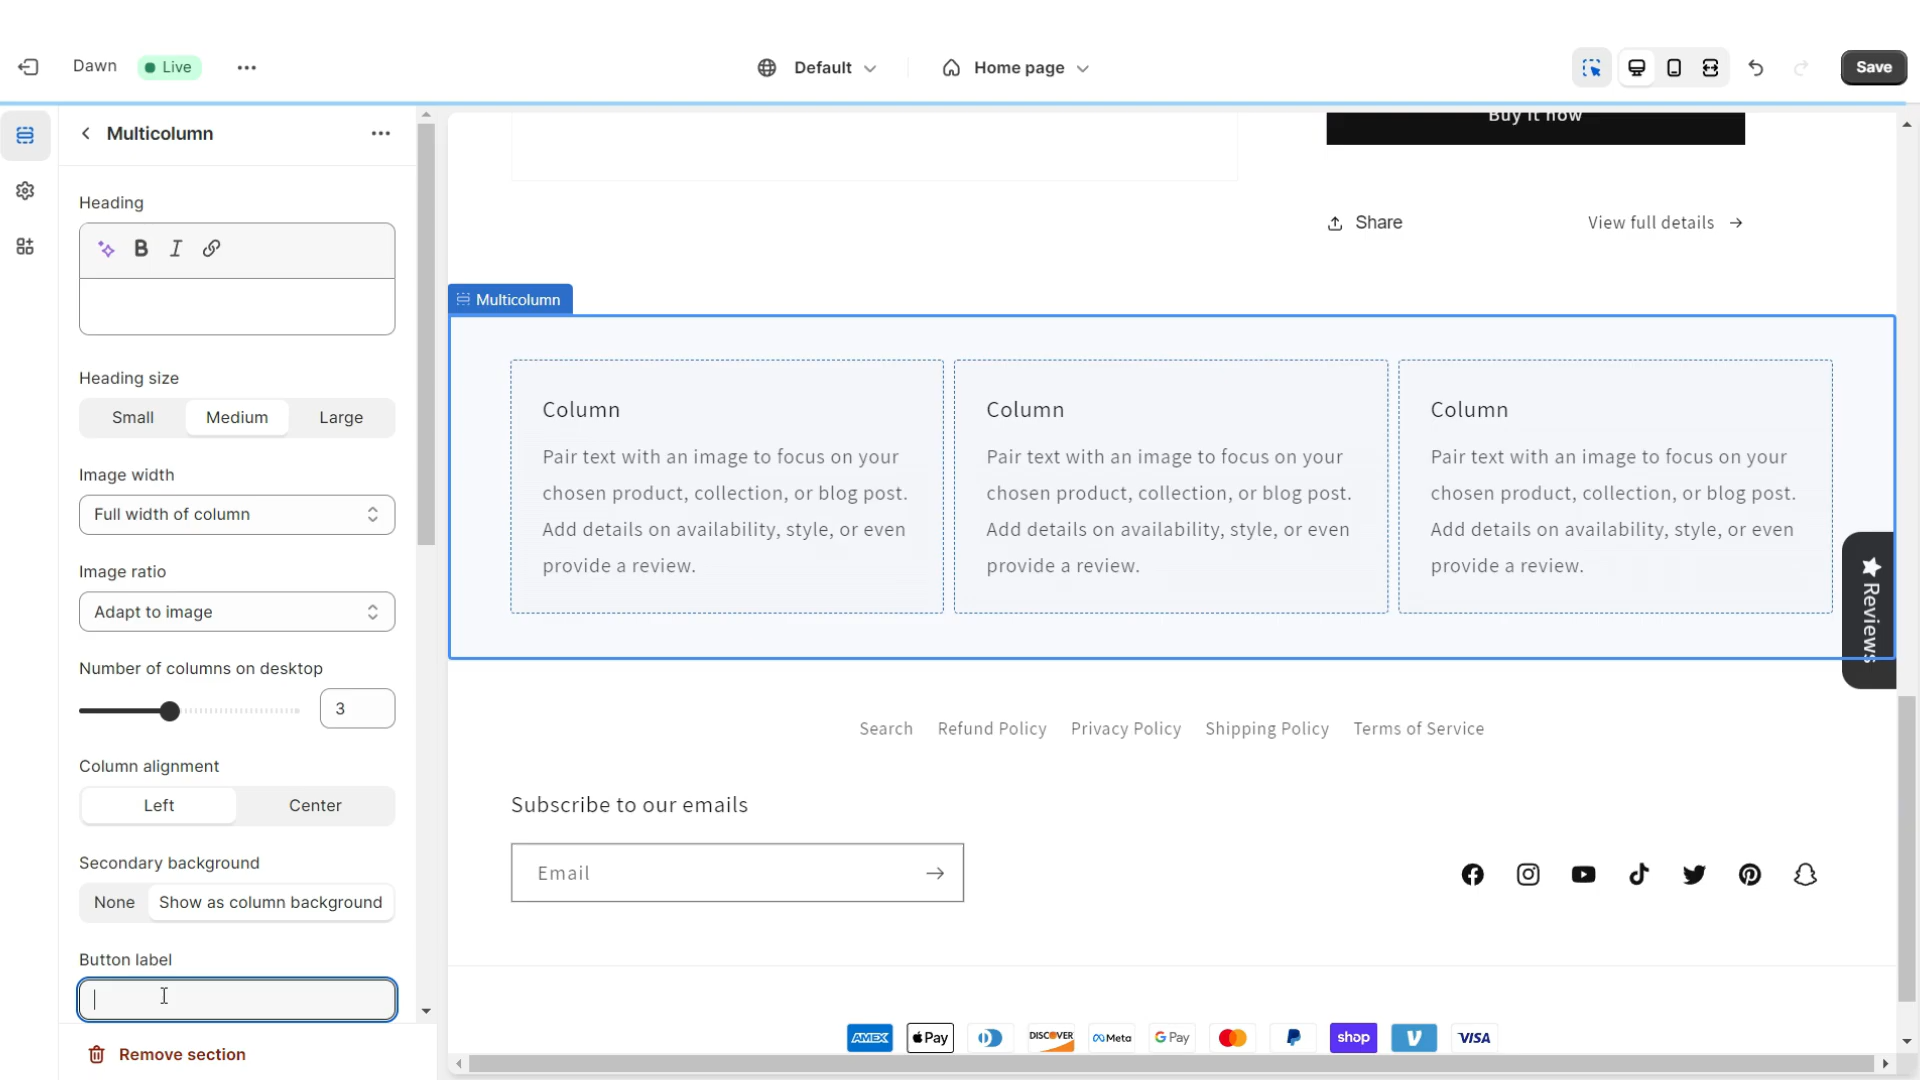 Dawn
Live
Default
Home page
Save
Multicolumn
Heading
B I
Heading size
Small Medium Large
Image width
Full width of column
Image ratio
Adapt to image
Number of columns on desktop
3
Column alignment
Left Center
Secondary background
None Show as column background
Button label
Remove section
Buy it now
Share
View full details →
Multicolumn
Column
Pair text with an image to focus on your
chosen product, collection, or blog post.
Add details on availability, style, or even
provide a review.
Column
Pair text with an image to focus on your
chosen product, collection, or blog post.
Add details on availability, style, or even
provide a review.
Column
Pair text with an image to focus on your
chosen product, collection, or blog post.
Add details on availability, style, or even
provide a review.
★ Reviews
Search Refund Policy Privacy Policy Shipping Policy Terms of Service
Subscribe to our emails
Email
AMEX Pay DISCOVER Meta G Pay shop V VISA